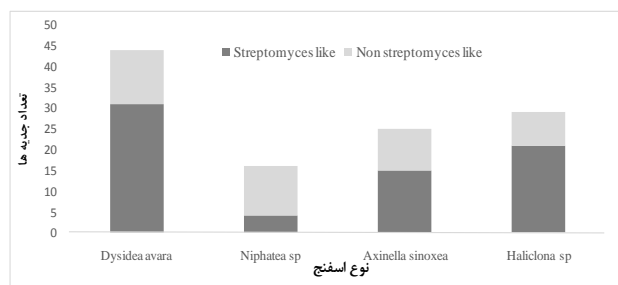 50
45
40
35
30
25
20
15
10
5
0
تعداد جدیه ها
Streptomyces like Non streptomyces like
Dysidea avara Niphatea sp Axinella sinoxea Haliclona sp
نوع اسفنج